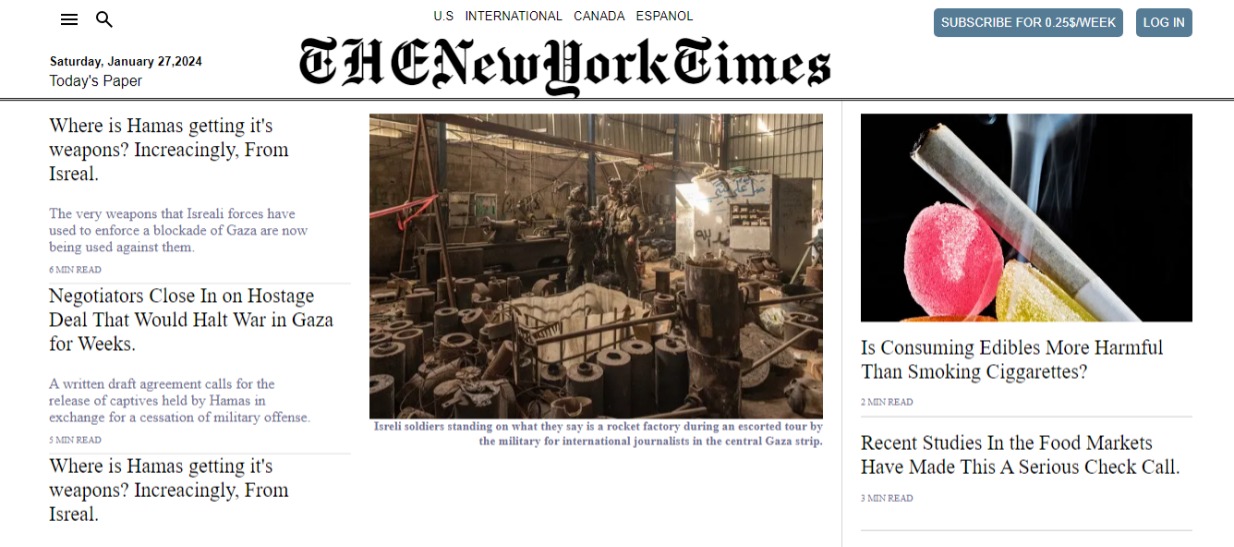 U.S INTERNATIONAL CANADA ESPANOL
SUBSCRIBE FOR 0.25$/WEEK
LOG IN
Saturday, January 27,2024
Today's Paper
THENewYorkTimes
Where is Hamas getting it's
weapons? Increacingly, From
Isreal.
The very weapons that Isreali forces have
used to enforce a blockade of Gaza are now
being used against them.
6 MIN READ
Negotiators Close In on Hostage
Deal That Would Halt War in Gaza
for Weeks.
A written draft agreement calls for the
release of captives held by Hamas in
exchange for a cessation of military offense.
5 MIN READ
Where is Hamas getting it's
weapons? Increacingly, From
Isreal.
Isreli soldiers standing on what they say is a rocket factory during an escorted tour by
the military for international journalists in the central Gaza strip.
Is Consuming Edibles More Harmful
Than Smoking Ciggarettes?
2 MIN READ
Recent Studies In the Food Markets
Have Made This A Serious Check Call.
3 MIN READ